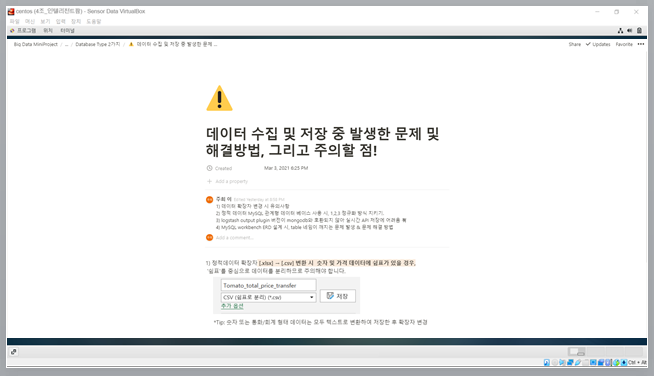 centos (4조_인텔리전트팜) - Sensor Data VirtualBox
파일 머신 보기 입력 장치 도움말
프로그램 위치 터미널
Biq Data MiniProject / ... / Database Type 2가지 / 데이터 수집 및 저장 중 발생한 문제 ...
Share Updates Favorite
데이터 수집 및 저장 중 발생한 문제 및
해결방법, 그리고 주의할 점!
Created Mar 3, 2021 8:25 PM
Add a property
주희 이
1) 데이터 확장자 변경 시 유의사항
2) 정적 데이터 MySQL 관계형 데이터 베이스 사용 시, 1,2,3 정규화 방식 지키기.
3) logstash output plugin 버전이 mongodb와 호환되지 않아 실시간 API 저장에 어려움 올
4) MySQL workbench ERD 설계 시, table 네임이 깨지는 문제 발생 & 문제 해결 방법
Add a comment...
1) 정적데이터 확장자 [.xlsx] → [.csv] 변환 시 숫자 및 가격 데이터에 쉼표가 있을 경우,
'쉼표'를 중심으로 데이터를 분리하므로 주의해야 합니다.
Tomato_total_price_transfer
CSV (쉼표로 분리) (*.csv)
저장
추가 옵션
*Tip: 숫자 또는 통화/회계 형태 데이터는 모두 텍스트로 변환하여 저장한 후 확장자 변경
Ctrl + Alt